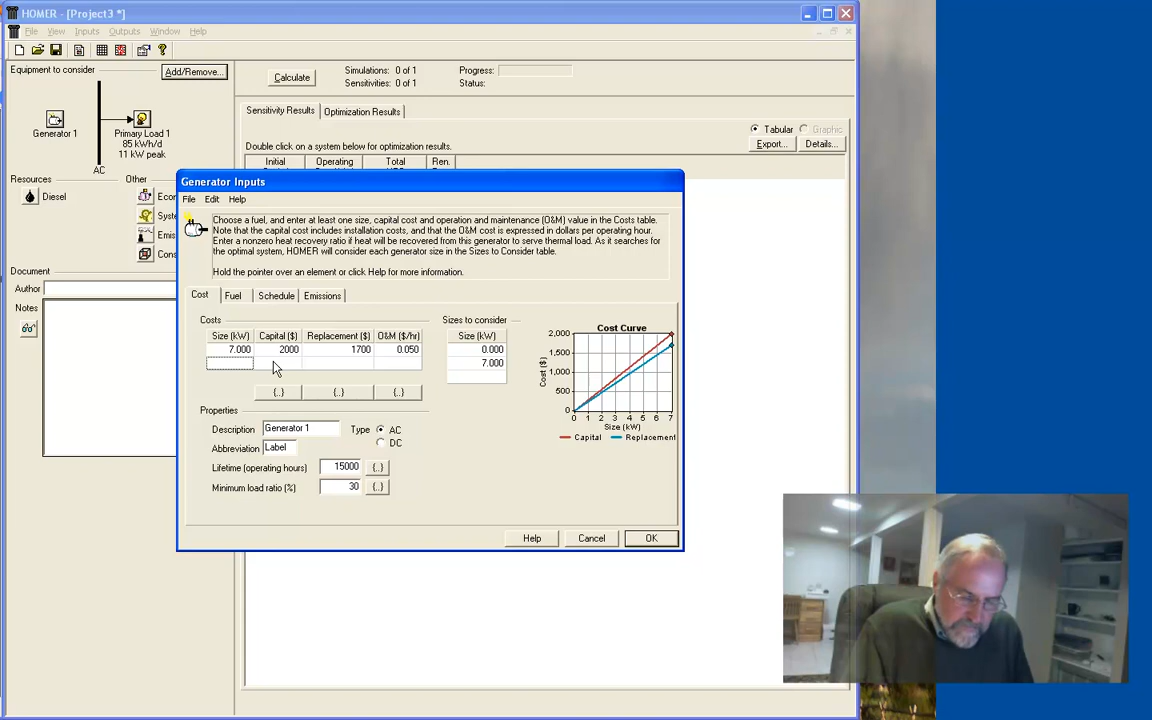 HOMER - [Project3 *]
File View Inputs Outputs Window Help
Equipment to consider
Add/Remove...
Calculate
Simulations: 0 of 1
Sensitivities: 0 of 1
Progress:
Status:
Generator 1
Primary Load 1
85 kWh/d
11 kW peak
AC
Sensitivity Results
Optimization Results
Tabular
Graphic
Double click on a system below for optimization results.
Export...
Details...
Initial
Operating
Total
Ren.
Resources
Other
Diesel
Document
Author
Notes
Generator Inputs
File Edit Help
Choose a fuel, and enter at least one size, capital cost and operation and maintenance (O&M) value in the Costs table.
Note that the capital cost includes installation costs, and that the O&M cost is expressed in dollars per operating hour.
Enter a nonzero heat recovery ratio if heat will be recovered from this generator to serve thermal load. As it searches for
the optimal system, HOMER will consider each generator size in the Sizes to Consider table.
Hold the pointer over an element or click Help for more information.
Cost Fuel Schedule Emissions
Costs
Size (kW) Capital ($) Replacement ($) O&M ($/hr)
7.000 2000 1700 0.050
{..} {..} {..}
Sizes to consider
Size (kW)
0.000
7.000
Cost Curve
Cost ($)
2,000
1,500
1,000
500
0
0 1 2 3 4 5 6 7
Size (kW)
Capital Replacement
Properties
Description Generator 1
Type AC
DC
Abbreviation Label
Lifetime (operating hours) 15000 {..}
Minimum load ratio (%) 30 {..}
Help Cancel OK